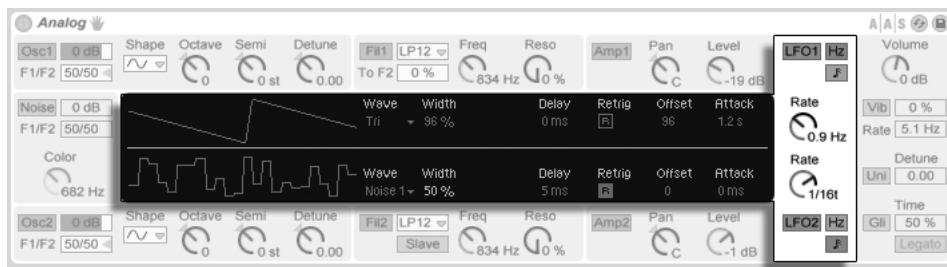 Analog A A S
Osc1 0 dB Shape Octave Semi Detune Fil1 LP12 Freq Reso Amp1 Pan Level LFO1 Hz Volume
F1/F2 50/50 0 0 st 0.00 To F2 0 % 834 Hz 0 % C -19 dB 0 dB
Noise 0 dB Wave Width Delay Retrig Offset Attack Rate Vib 0 %
F1/F2 50/50 Tri 96 % 0 ms R 96 1.2 s 0.9 Hz Rate 5.1 Hz
Color Rate Detune
682 Hz Wave Width Delay Retrig Offset Attack 1/16t Uni 0.00
Noise 1 50 % 5 ms R 0 0 ms
Osc2 0 dB Shape Octave Semi Detune Fil2 LP12 Freq Reso Amp2 Pan Level LFO2 Hz Time
Gli 50 %
F1/F2 50/50 0 0 st 0.00 Slave 834 Hz 0 % C -1 dB Legato